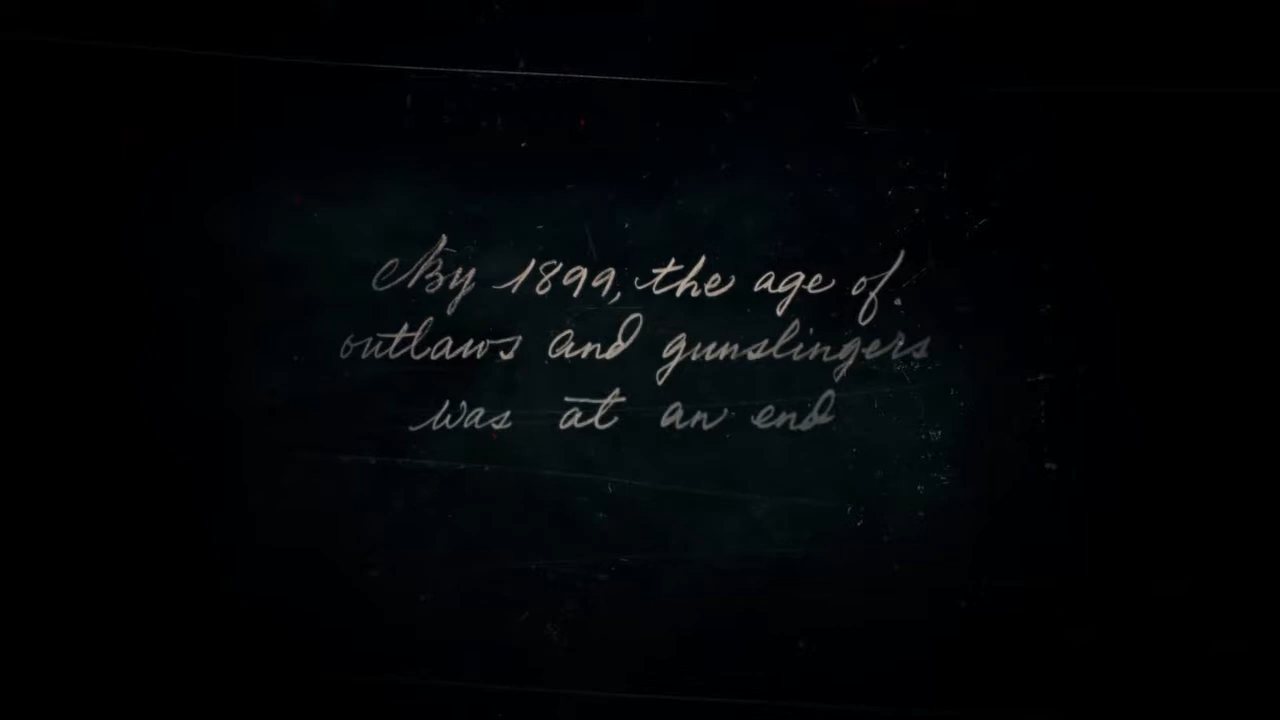 By 1899, the age of
outlaws and gunslingers
was at an end